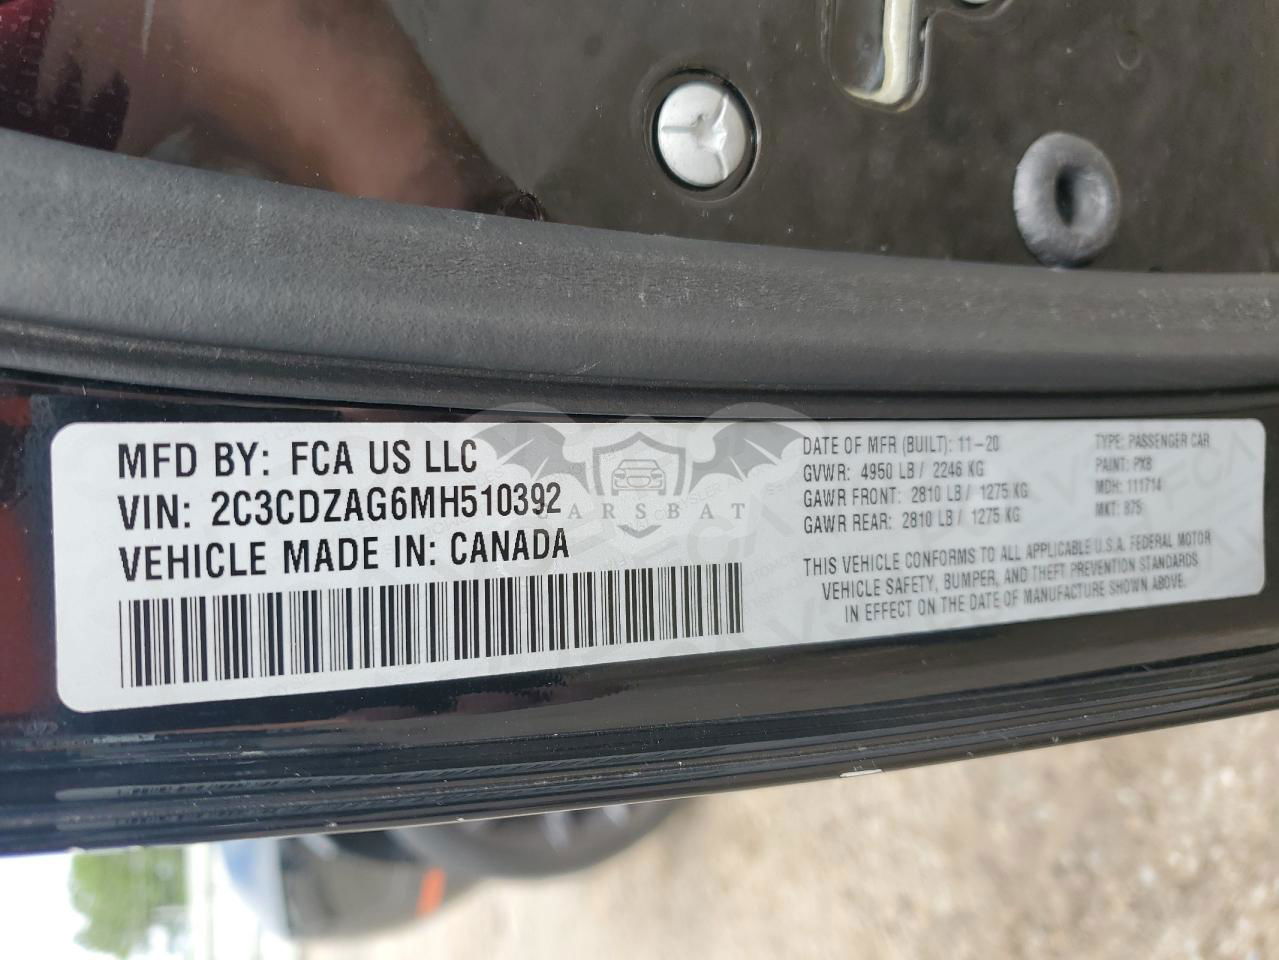 MFD BY: FCA US LLC
VIN: 2C3CDZAG6MH510392
VEHICLE MADE IN: CANADA
DATE OF MFR (BUILT): 11-20
GVWR: 4950 LB / 2246 KG
GAWR FRONT: 2810 LB / 1275 KG
GAWR REAR: 2810 LB / 1275 KG
TYPE: PASSENGER CAR
PAINT: PX8
MDH: 111714
MKT: B75
THIS VEHICLE CONFORMS TO ALL APPLICABLE U.S.A. FEDERAL MOTOR
VEHICLE SAFETY, BUMPER, AND THEFT PREVENTION STANDARDS
IN EFFECT ON THE DATE OF MANUFACTURE SHOWN ABOVE.
CARSBAT